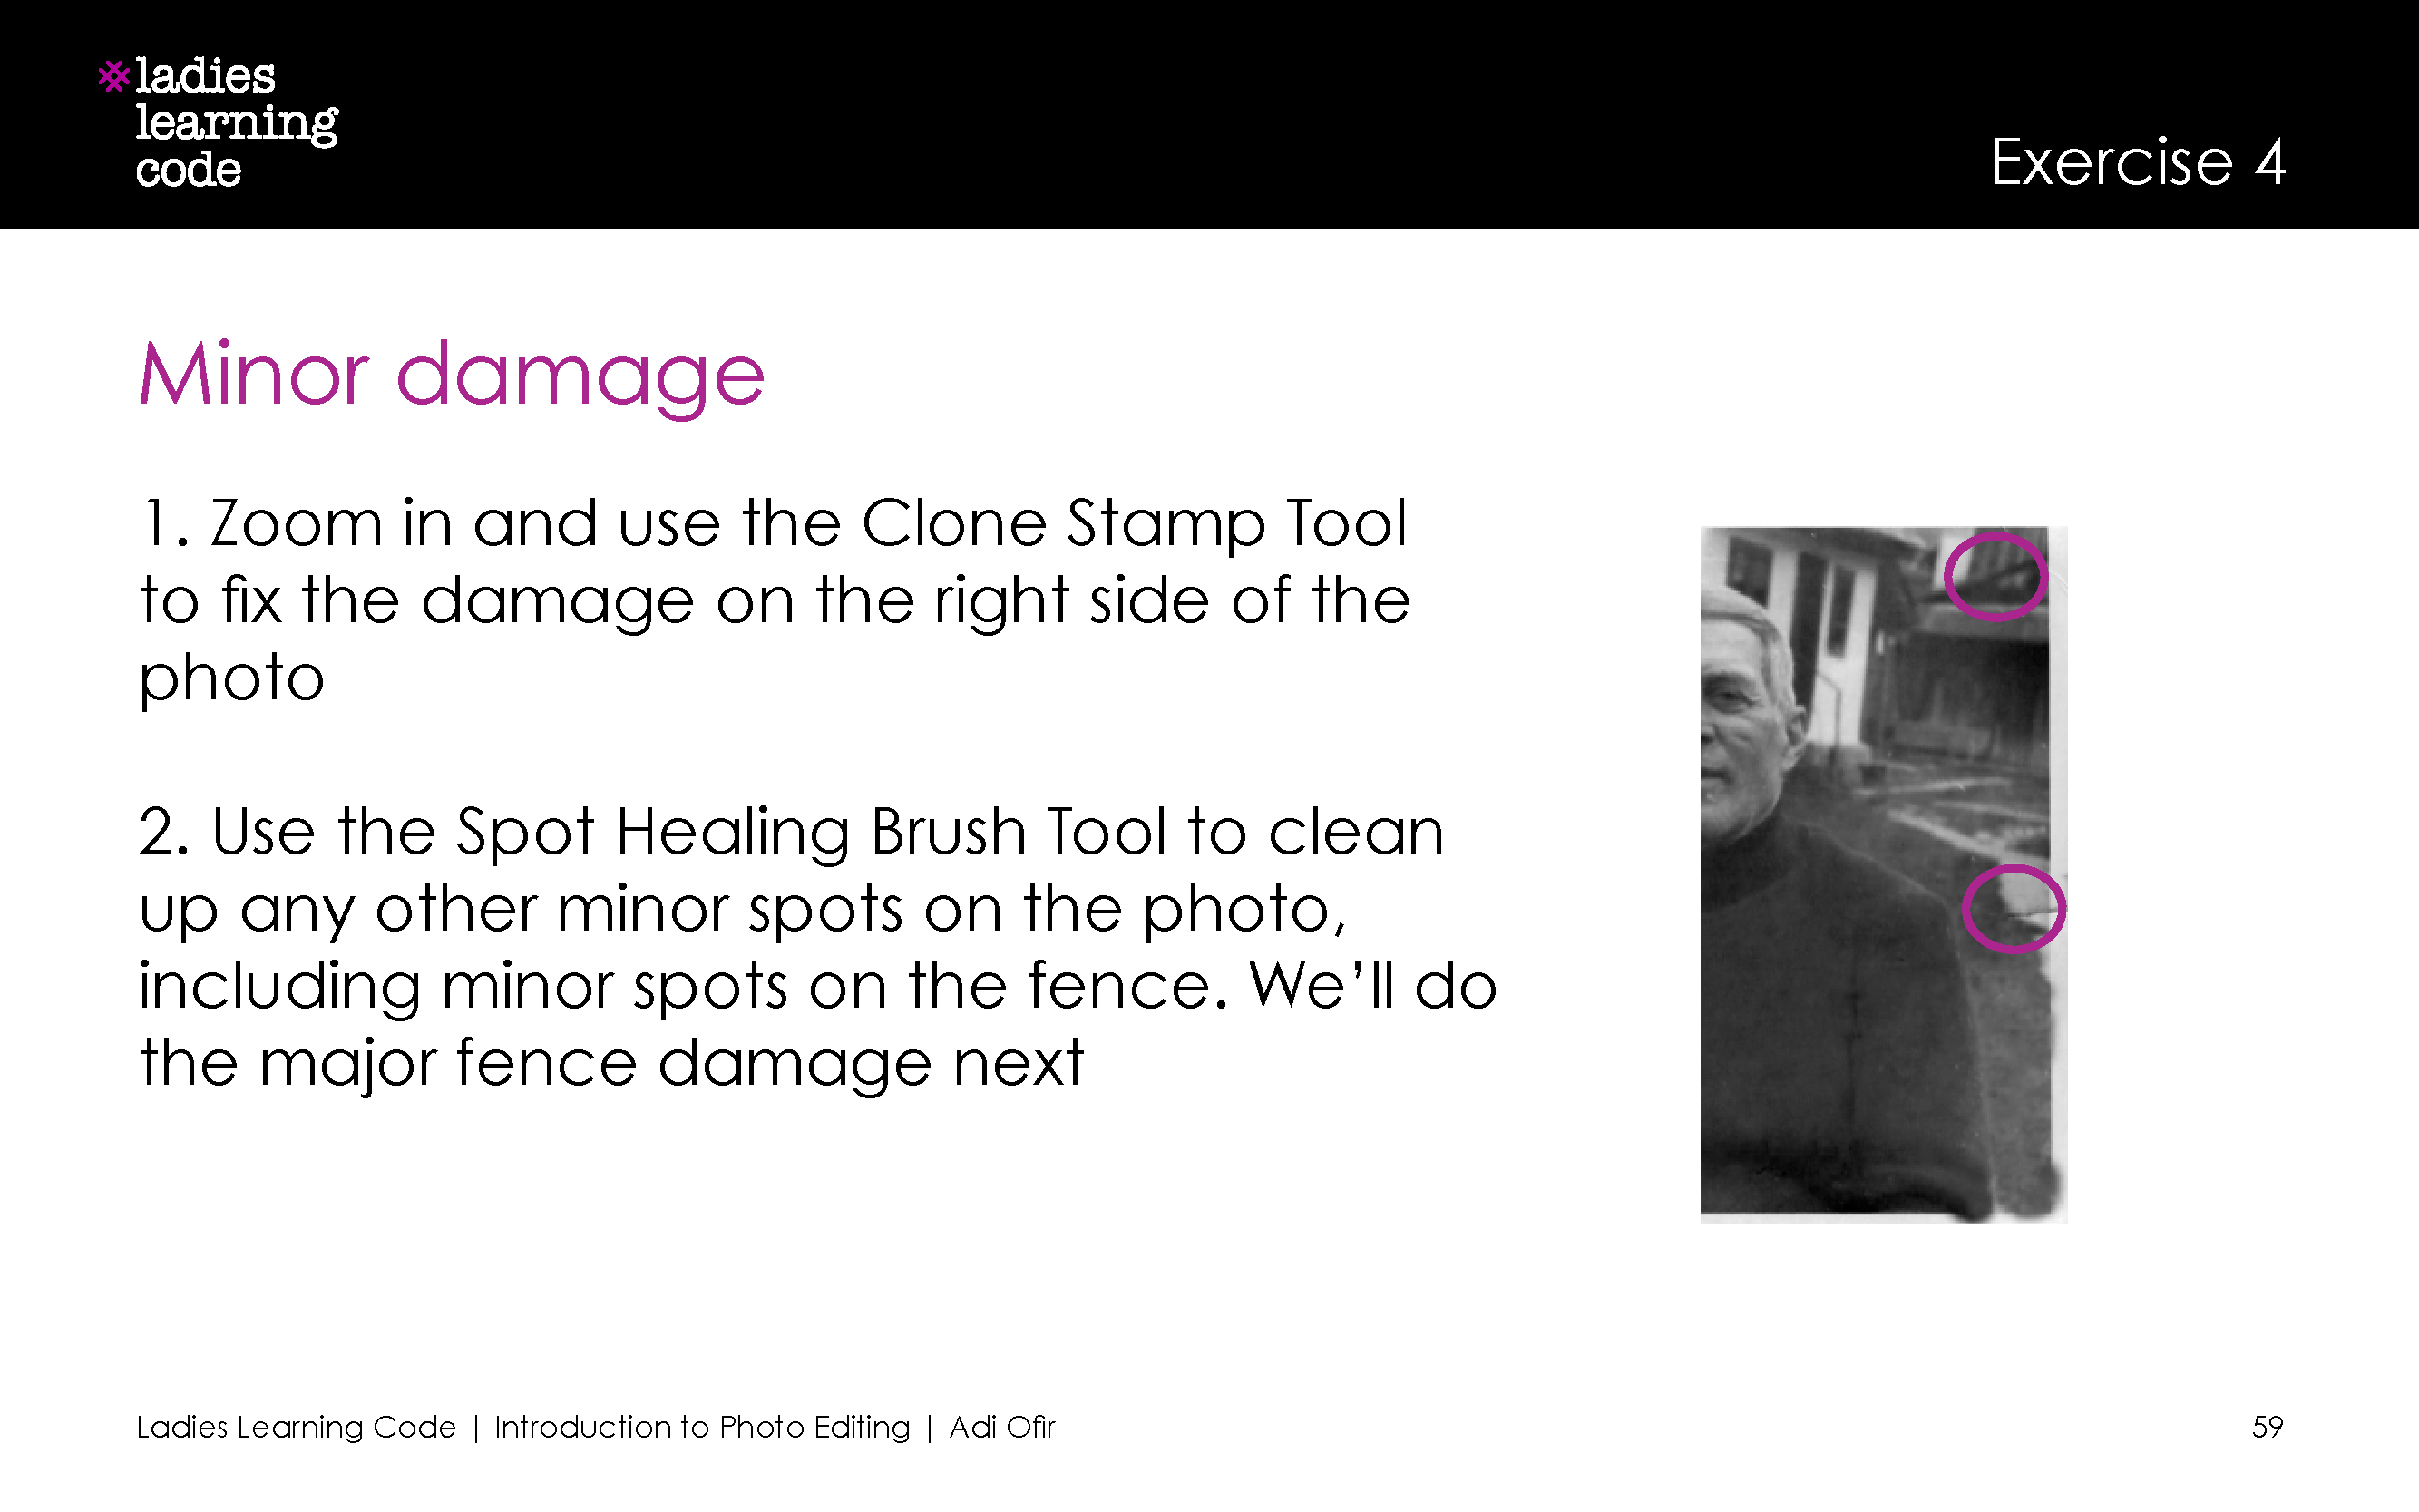 ladies
learning
code
Exercise 4
Minor damage
1. Zoom in and use the Clone Stamp Tool
to fix the damage on the right side of the
photo
2. Use the Spot Healing Brush Tool to clean
up any other minor spots on the photo,
including minor spots on the fence. We’ll do
the major fence damage next
Ladies Learning Code | Introduction to Photo Editing | Adi Ofir
59